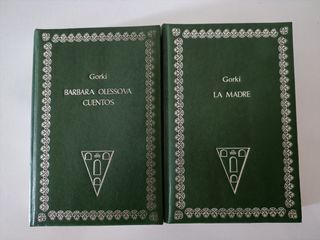 Gorki
BARBARA OLESSOVA
CUENTOS
Gorki
LA MADRE